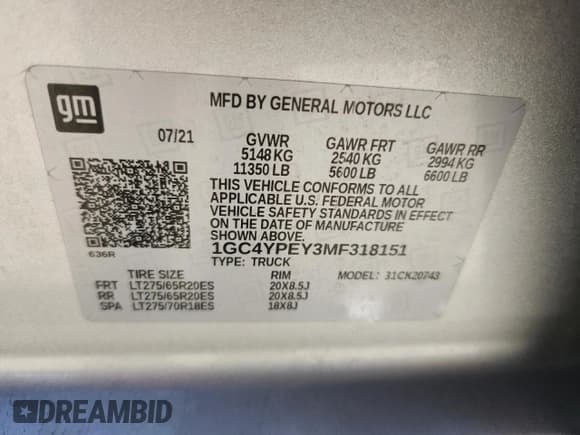 gm
MFD BY GENERAL MOTORS LLC
07/21 GVWR GAWR FRT GAWR RR
5148 KG 2540 KG 2994 KG
11350 LB 5600 LB 6600 LB
THIS VEHICLE CONFORMS TO ALL
APPLICABLE U.S. FEDERAL MOTOR
VEHICLE SAFETY STANDARDS IN EFFECT
ON THE DATE OF MANUFACTURE
SHOWN ABOVE.
636R
1GC4YPEY3MF318151
TYPE: TRUCK
TIRE SIZE RIM MODEL: 31CK20743
FRT LT275/65R20ES 20X8.5J
RR LT275/65R20ES 20X8.5J
SPA LT275/70R18ES 18X8J
DREAMBID